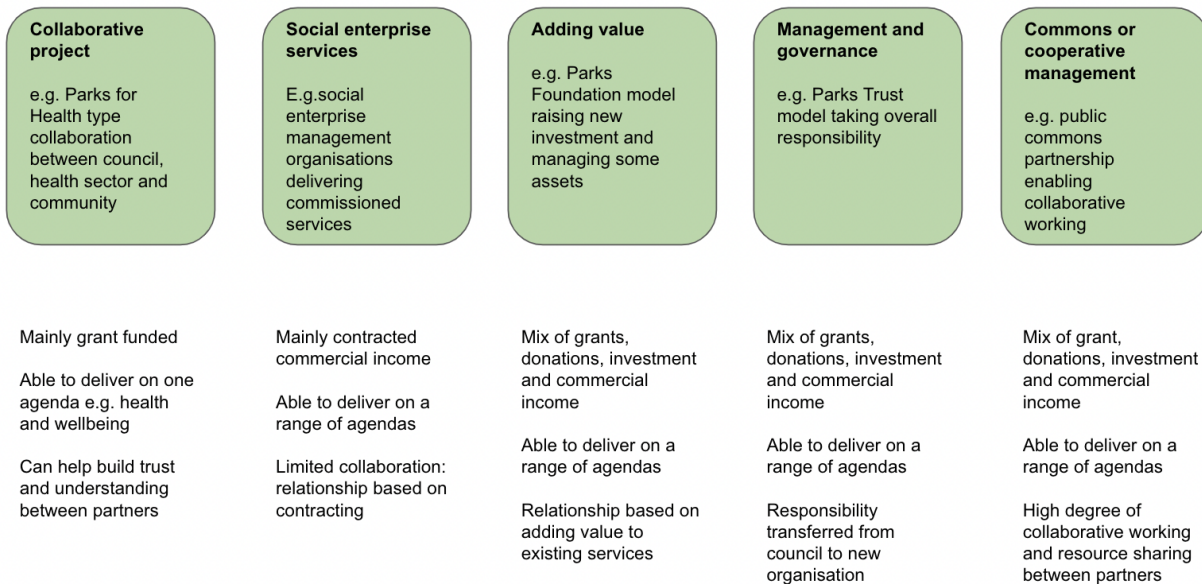 Collaborative
project
e.g. Parks for
Health type
collaboration
between council,
health sector and
community
Social enterprise
services
E.g.social
enterprise
management
organisations
delivering
commissioned
services
Adding value
e.g. Parks
Foundation model
raising new
investment and
managing some
assets
Management and
governance
e.g. Parks Trust
model taking overall
responsibility
Commons or
cooperative
management
e.g. public
commons
partnership
enabling
collaborative
working
Mainly grant funded
Able to deliver on one
agenda e.g. health
and wellbeing
Can help build trust
and understanding
between partners
Mainly contracted
commercial income
Able to deliver on a
range of agendas
Limited collaboration:
relationship based on
contracting
Mix of grants,
donations, investment
and commercial
income
Able to deliver on a
range of agendas
Relationship based on
adding value to
existing services
Mix of grants,
donations, investment
and commercial
income
Able to deliver on a
range of agendas
Responsibility
transferred from
council to new
organisation
Mix of grant,
donations, investment
and commercial
income
Able to deliver on a
range of agendas
High degree of
collaborative working
and resource sharing
between partners